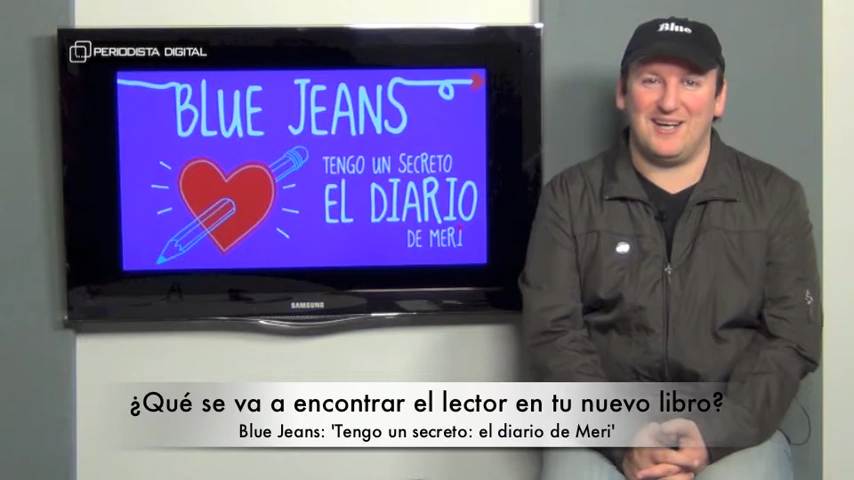 PERIODISTA DIGITAL
Blue
BLUE JEANS
TENGO UN SECRETO
EL DIARIO
DE MERI
SAMSUNG
¿Qué se va a encontrar el lector en tu nuevo libro?
Blue Jeans: 'Tengo un secreto: el diario de Meri'